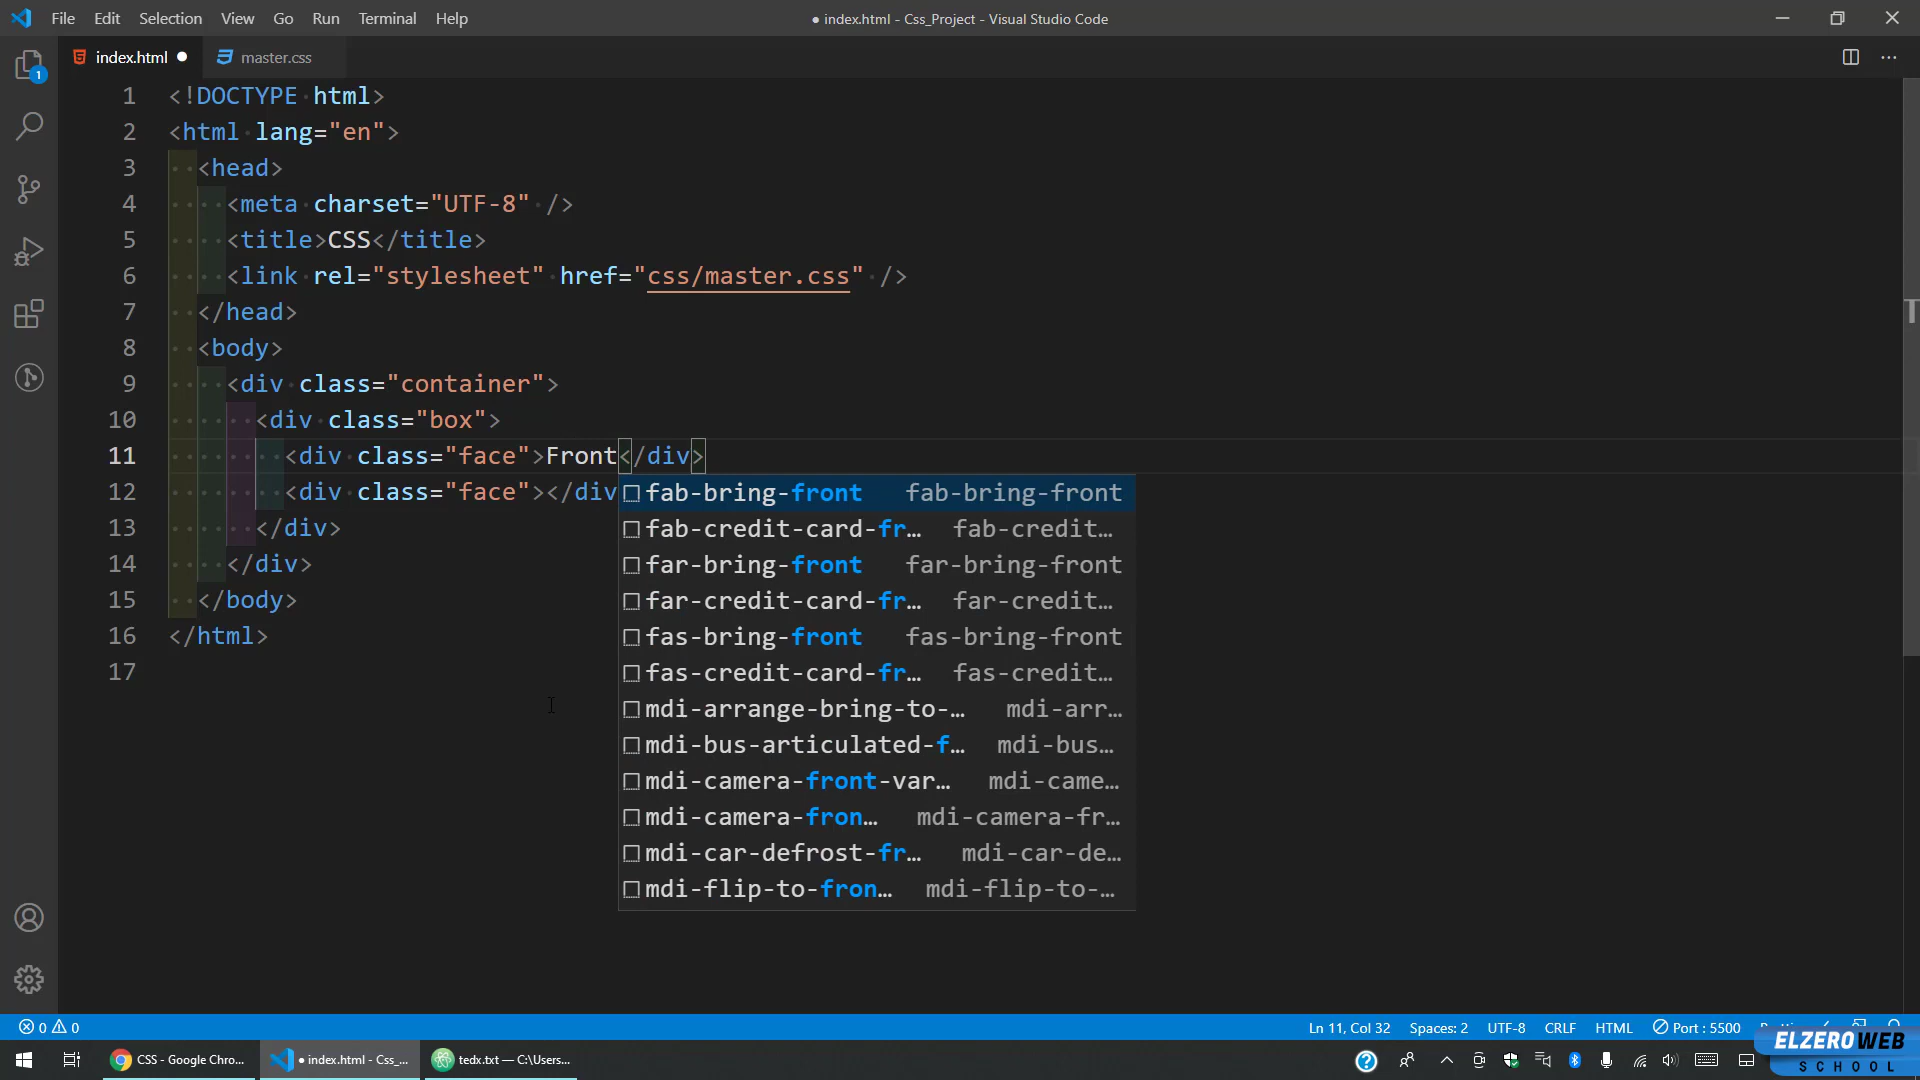 File Edit Selection View Go Run Terminal Help
● index.html - Css_Project - Visual Studio Code
index.html ●
master.css
1
1 <!DOCTYPE html>
2 <html lang="en">
3 <head>
4 <meta charset="UTF-8" />
5 <title>CSS</title>
6 <link rel="stylesheet" href="css/master.css" />
7 </head>
8 <body>
9 <div class="container">
10 <div class="box">
11 <div class="face">Front</div>
12 <div class="face"></div
13 </div>
14 </div>
15 </body>
16 </html>
17
fab-bring-front fab-bring-front
fab-credit-card-fr… fab-credit…
far-bring-front far-bring-front
far-credit-card-fr… far-credit…
fas-bring-front fas-bring-front
fas-credit-card-fr… fas-credit…
mdi-arrange-bring-to-… mdi-arr…
mdi-bus-articulated-f… mdi-bus…
mdi-camera-front-var… mdi-came…
mdi-camera-fron… mdi-camera-fr…
mdi-car-defrost-fr… mdi-car-de…
mdi-flip-to-fron… mdi-flip-to-…
0 0
Ln 11, Col 32 Spaces: 2 UTF-8 CRLF HTML Port : 5500
CSS - Google Chro...
● index.html - Css_...
tedx.txt — C:\Users...
ELZEROWEB
SCHOOL